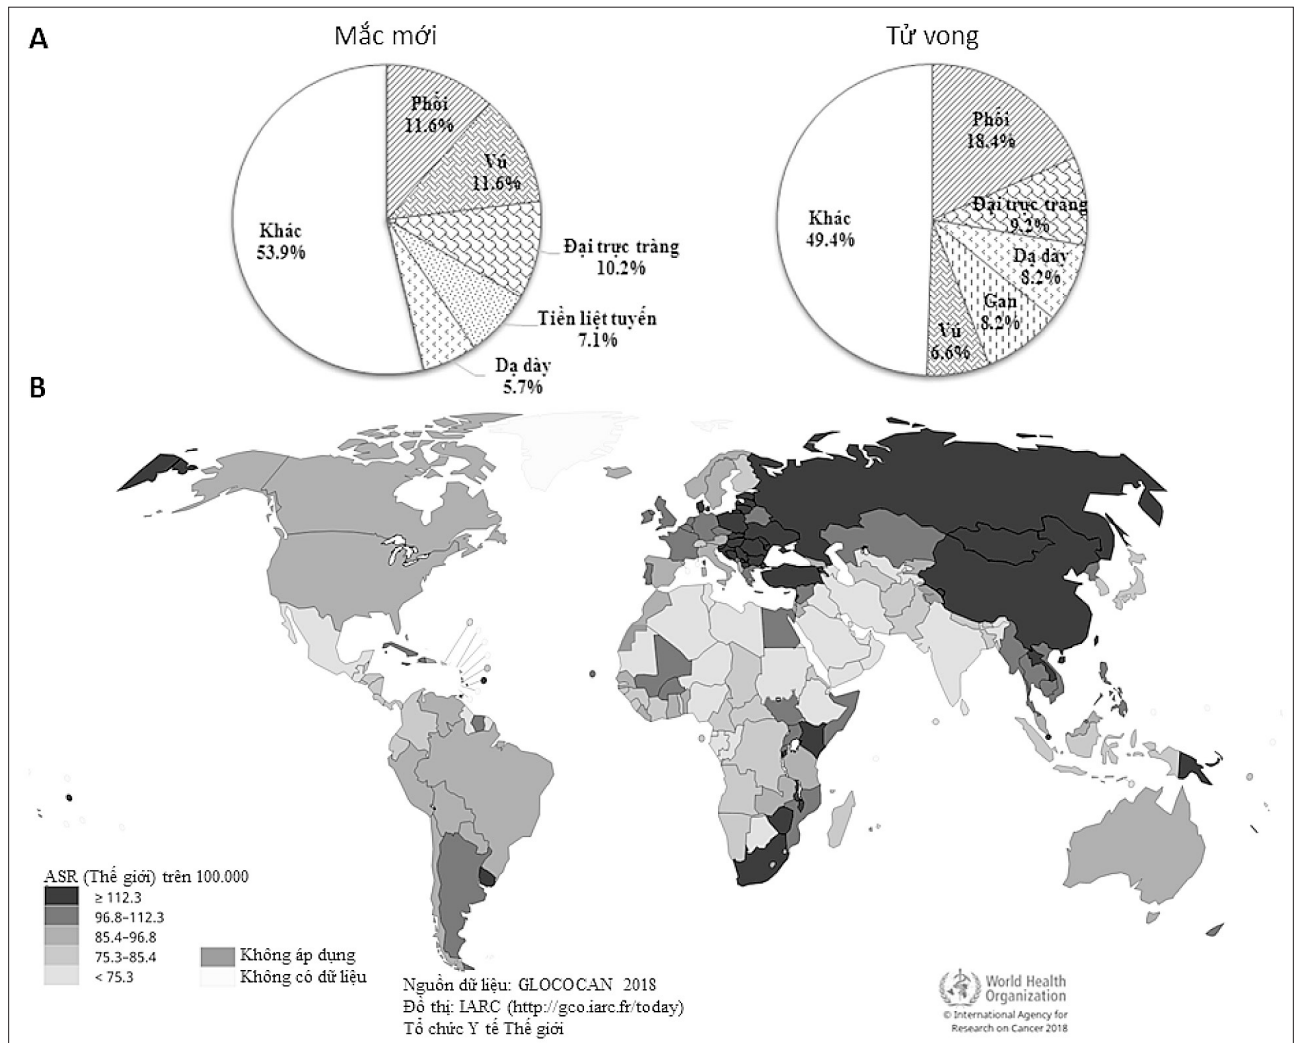 A
Mắc mới
Tử vong
Phổi
11.6%
Vú
11.6%
Đại trực tràng
10.2%
Tiền liệt tuyến
7.1%
Dạ dày
5.7%
Khác
53.9%
Phổi
18.4%
Đại trực tràng
9.2%
Dạ dày
8.2%
Gan
8.2%
Vú
6.6%
Khác
49.4%
B
ASR (Thế giới) trên 100.000
≥ 112.3
96.8–112.3
85.4–96.8
75.3–85.4
< 75.3
Không áp dụng
Không có dữ liệu
Nguồn dữ liệu: GLOCOCAN 2018
Đồ thị: IARC (http://gco.iarc.fr/today)
Tổ chức Y tế Thế giới
World Health
Organization
© International Agency for
Research on Cancer 2018